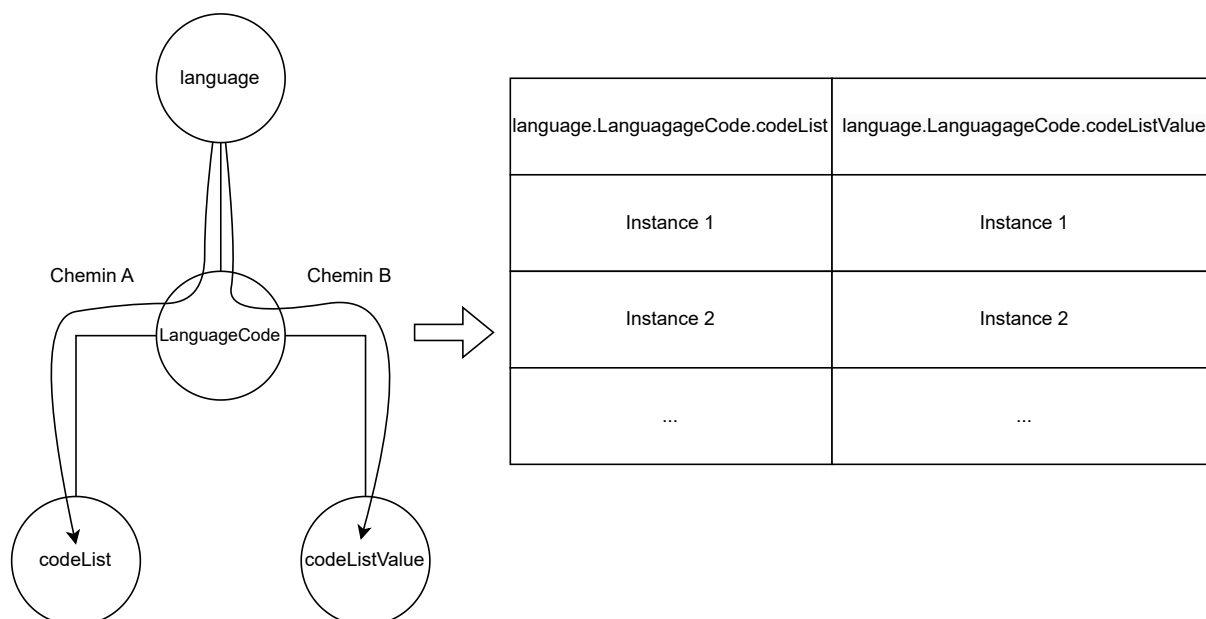 language
Chemin A
Chemin B
LanguageCode
codeList
codeListValue
language.LanguagageCode.codeList
language.LanguagageCode.codeListValue
Instance 1
Instance 1
Instance 2
Instance 2
...
...